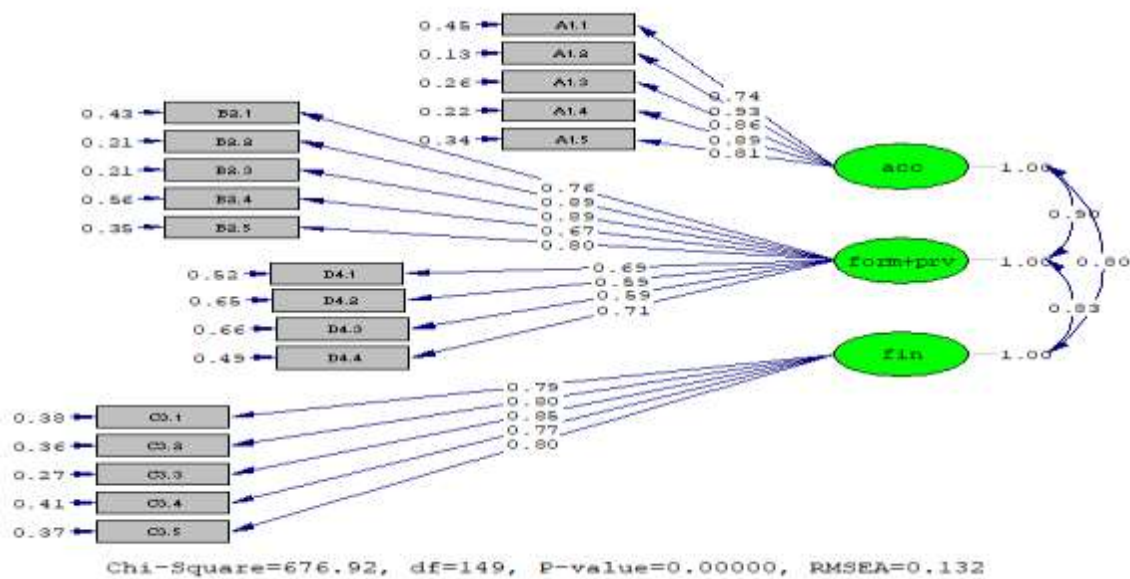 0.45 A1.1
0.13 A1.2
0.26 A1.3
0.22 A1.4
0.34 A1.5
0.74
0.93
0.86
0.89
0.81
acc 1.00
0.43 B2.1
0.21 B2.2
0.21 B2.3
0.56 B2.4
0.35 B2.5
0.76
0.89
0.89
0.67
0.80
0.90
form+prv 1.00 0.80
0.52 D4.1
0.65 D4.2
0.66 D4.3
0.49 D4.4
0.69
0.59
0.59
0.71
0.83
fin 1.00
0.38 C3.1
0.36 C3.2
0.27 C3.3
0.41 C3.4
0.37 C3.5
0.79
0.80
0.85
0.77
0.80
Chi-Square=676.92, df=149, P-value=0.00000, RMSEA=0.132